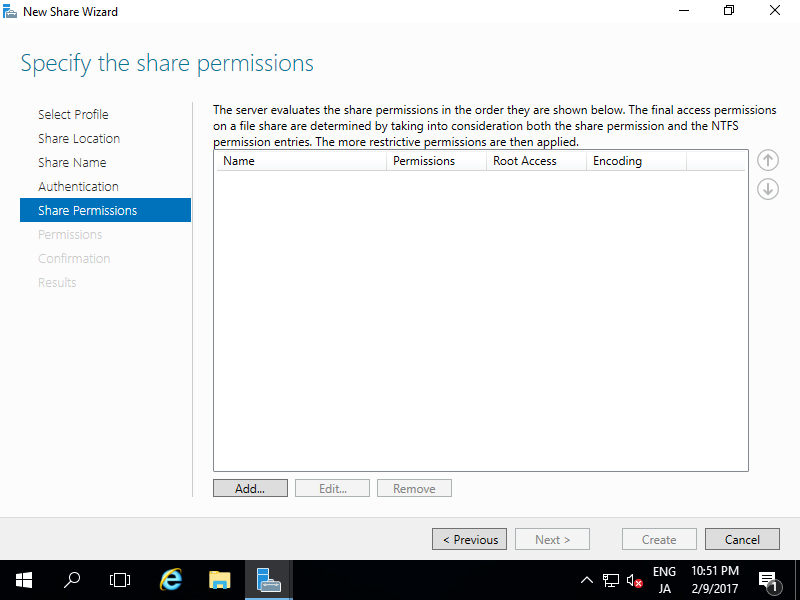 New Share Wizard
Specify the share permissions
Select Profile
Share Location
Share Name
Authentication
Share Permissions
Permissions
Confirmation
Results
The server evaluates the share permissions in the order they are shown below. The final access permissions
on a file share are determined by taking into consideration both the share permission and the NTFS
permission entries. The more restrictive permissions are then applied.
Name Permissions Root Access Encoding
Add... Edit... Remove
< Previous Next > Create Cancel
ENG 10:51 PM
JA 2/9/2017
1